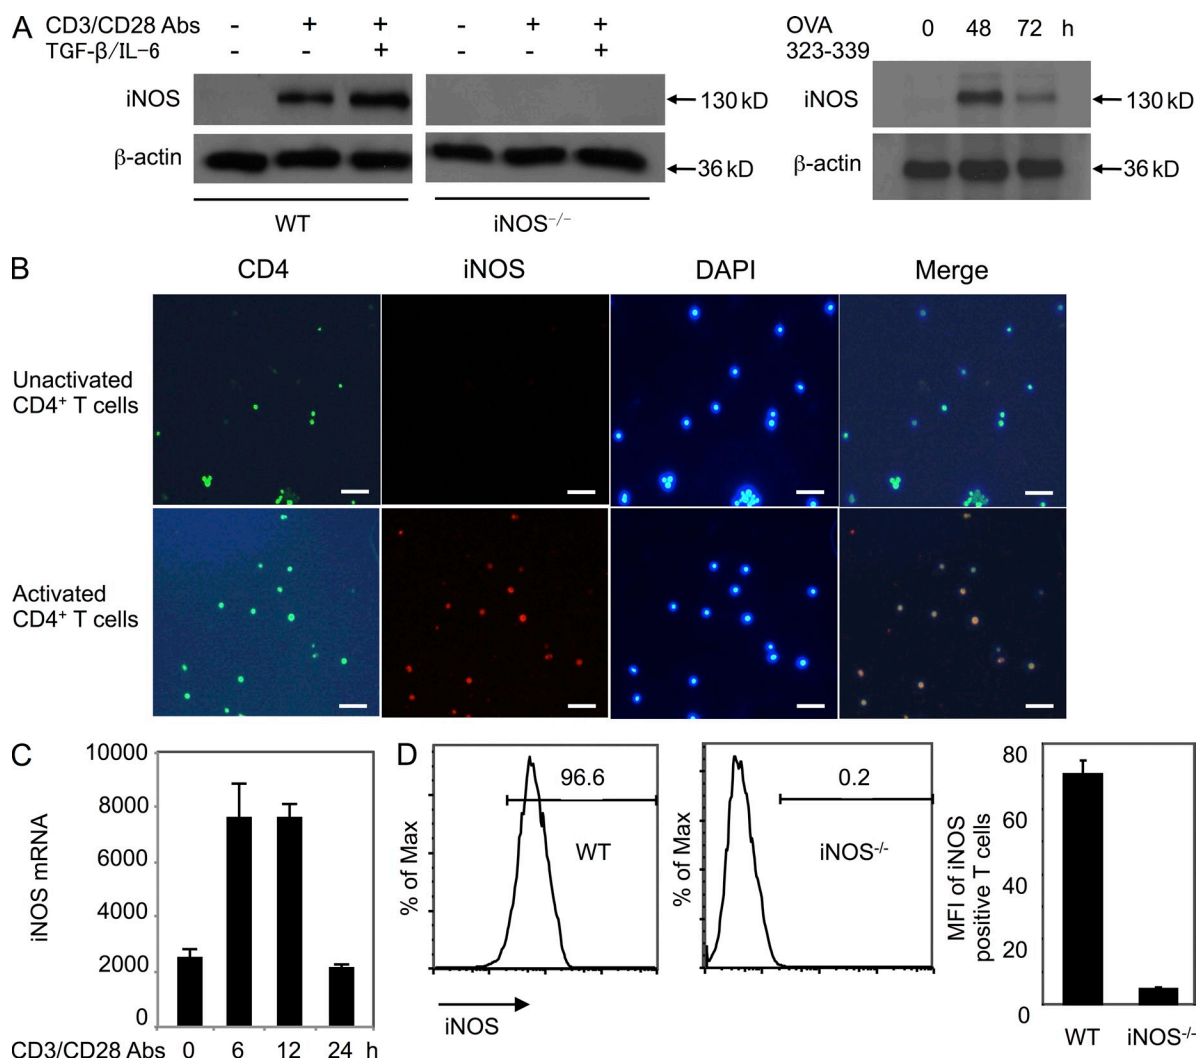 A
CD3/CD28 Abs - + + - + +
TGF-β/IL-6 - - + - - +
iNOS
130 kD
β-actin
36 kD
WT
iNOS-/-
OVA 0 48 72 h
323-339
iNOS
130 kD
β-actin
36 kD
B
CD4 iNOS DAPI Merge
Unactivated
CD4+ T cells
Activated
CD4+ T cells
C
iNOS mRNA
10000
8000
6000
4000
2000
0
CD3/CD28 Abs 0 6 12 24 h
D
% of Max
96.6
WT
iNOS
% of Max
0.2
iNOS-/-
MFI of iNOS
positive T cells
80
60
40
20
0
WT iNOS-/-